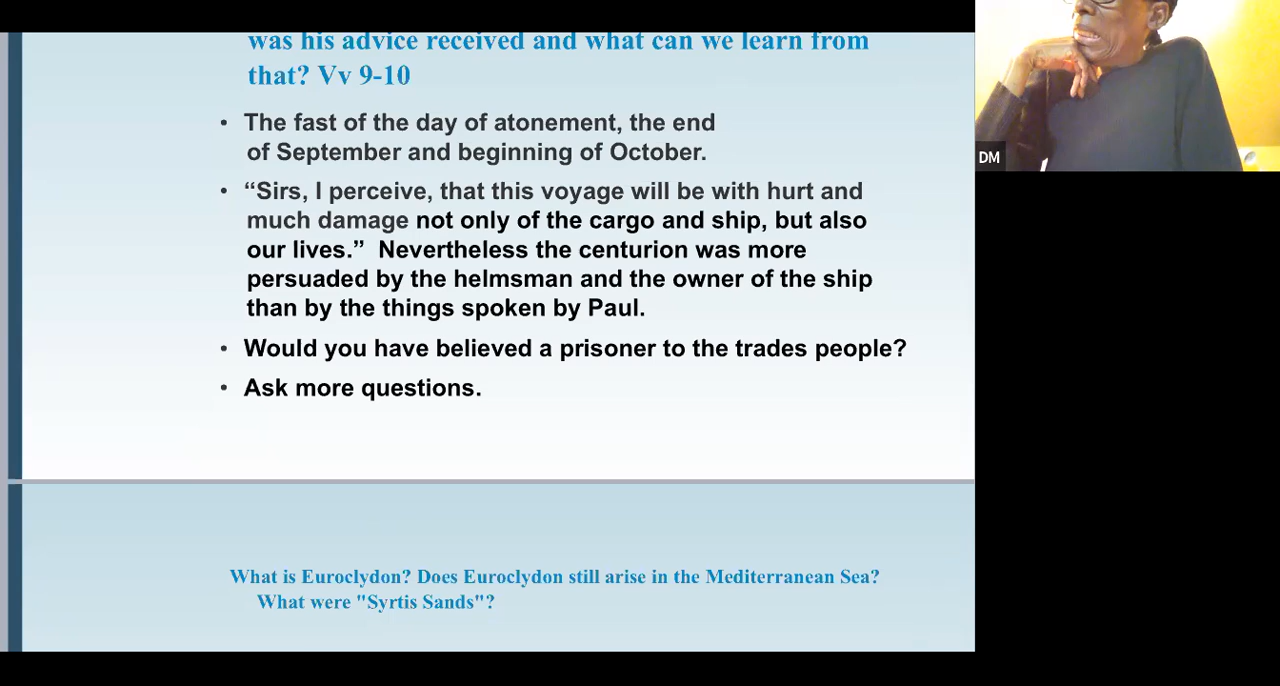 was his advice received and what can we learn from
that? Vv 9-10
• The fast of the day of atonement, the end
of September and beginning of October.
• “Sirs, I perceive, that this voyage will be with hurt and
much damage not only of the cargo and ship, but also
our lives.”  Nevertheless the centurion was more
persuaded by the helmsman and the owner of the ship
than by the things spoken by Paul.
• Would you have believed a prisoner to the trades people?
• Ask more questions.
What is Euroclydon? Does Euroclydon still arise in the Mediterranean Sea?
What were "Syrtis Sands"?
DM